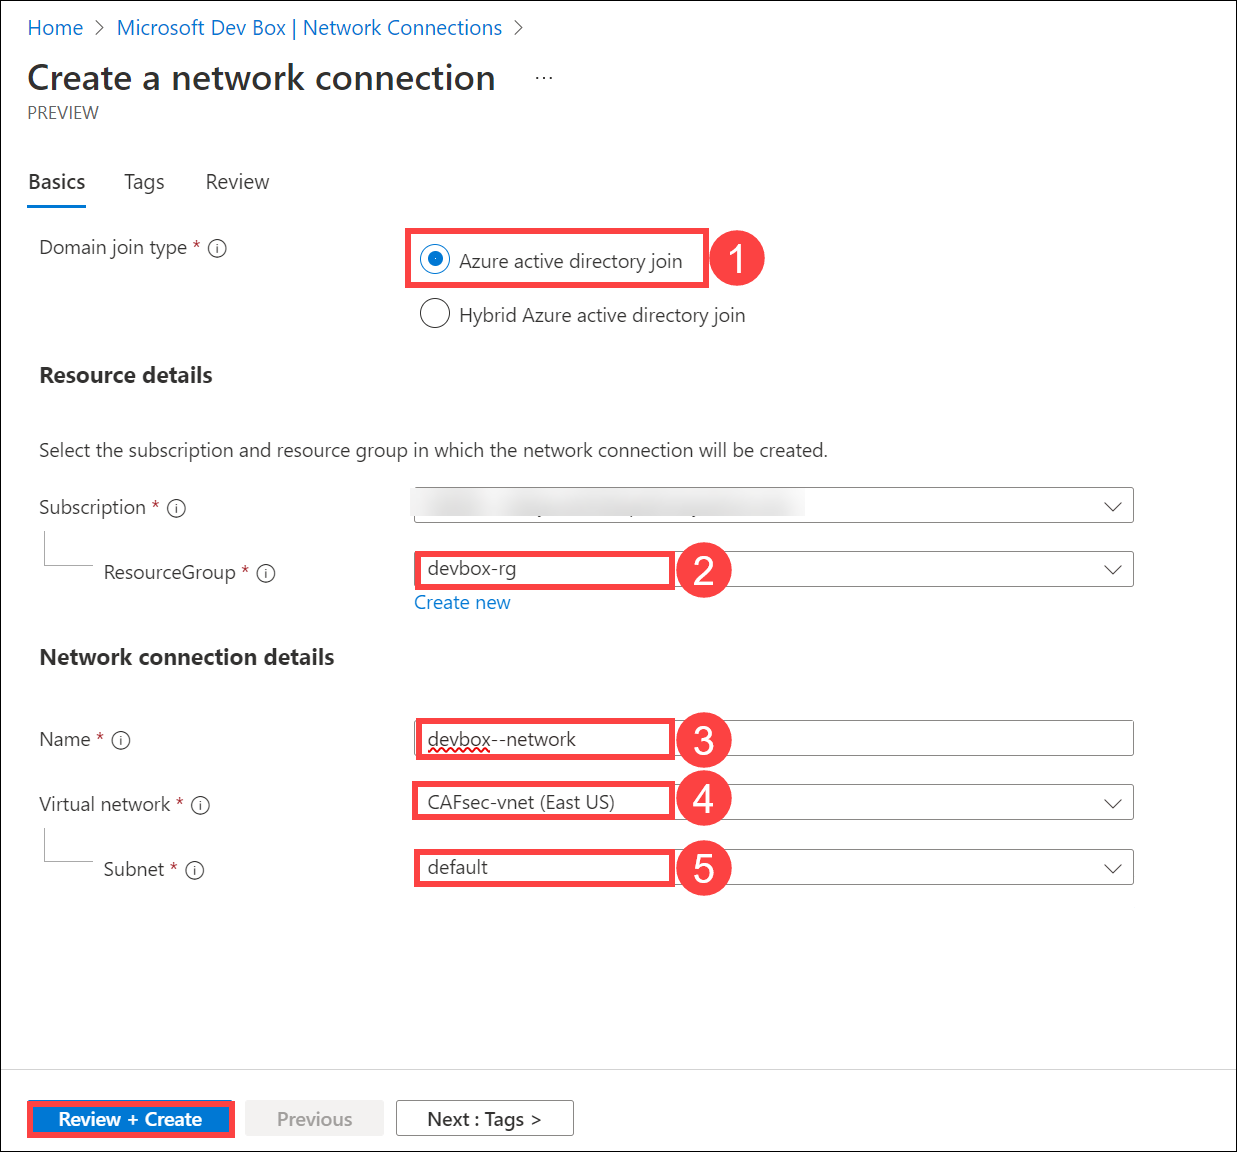 Home > Microsoft Dev Box | Network Connections >
Create a network connection ...
PREVIEW
Basics Tags Review
Domain join type * Azure active directory join 1
Hybrid Azure active directory join
Resource details
Select the subscription and resource group in which the network connection will be created.
Subscription *
ResourceGroup * devbox-rg 2
Create new
Network connection details
Name * devbox--network 3
Virtual network * CAFsec-vnet (East US) 4
Subnet * default 5
Review + Create Previous Next : Tags >